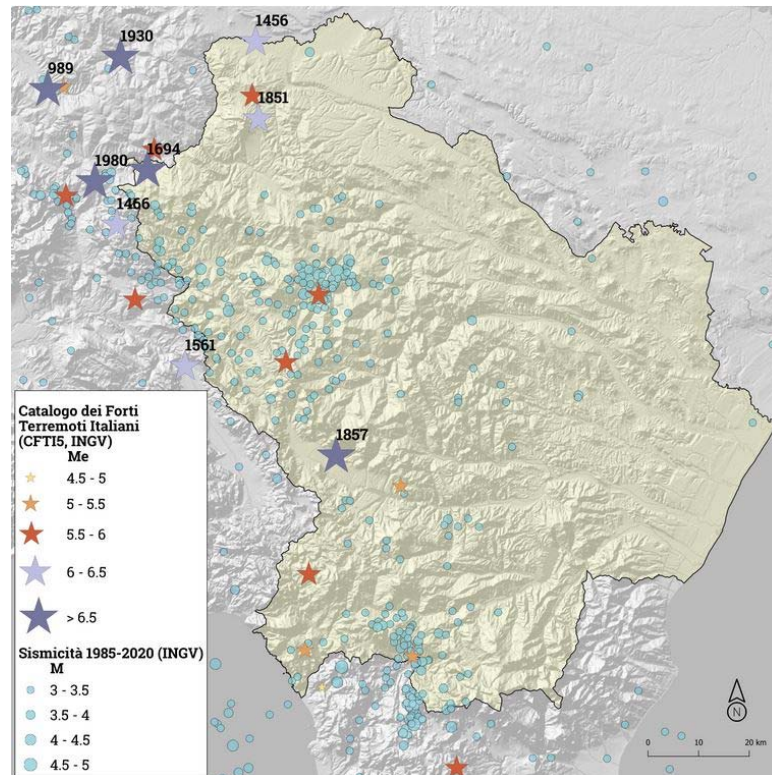 1456
1930
989
1851
1694
1980
1466
1561
1857
Catalogo dei Forti
Terremoti Italiani
(CFTI5, INGV)
Me
4.5 - 5
5 - 5.5
5.5 - 6
6 - 6.5
> 6.5
Sismicità 1985-2020 (INGV)
M
3 - 3.5
3.5 - 4
4 - 4.5
4.5 - 5
N
0 10 20 km